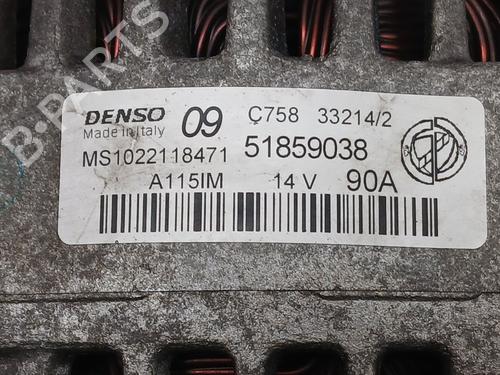 DENSO 09 C758 33214/2
Made in Italy
MS1022118471 51859038
A115IM 14 V 90A
B-PARTS